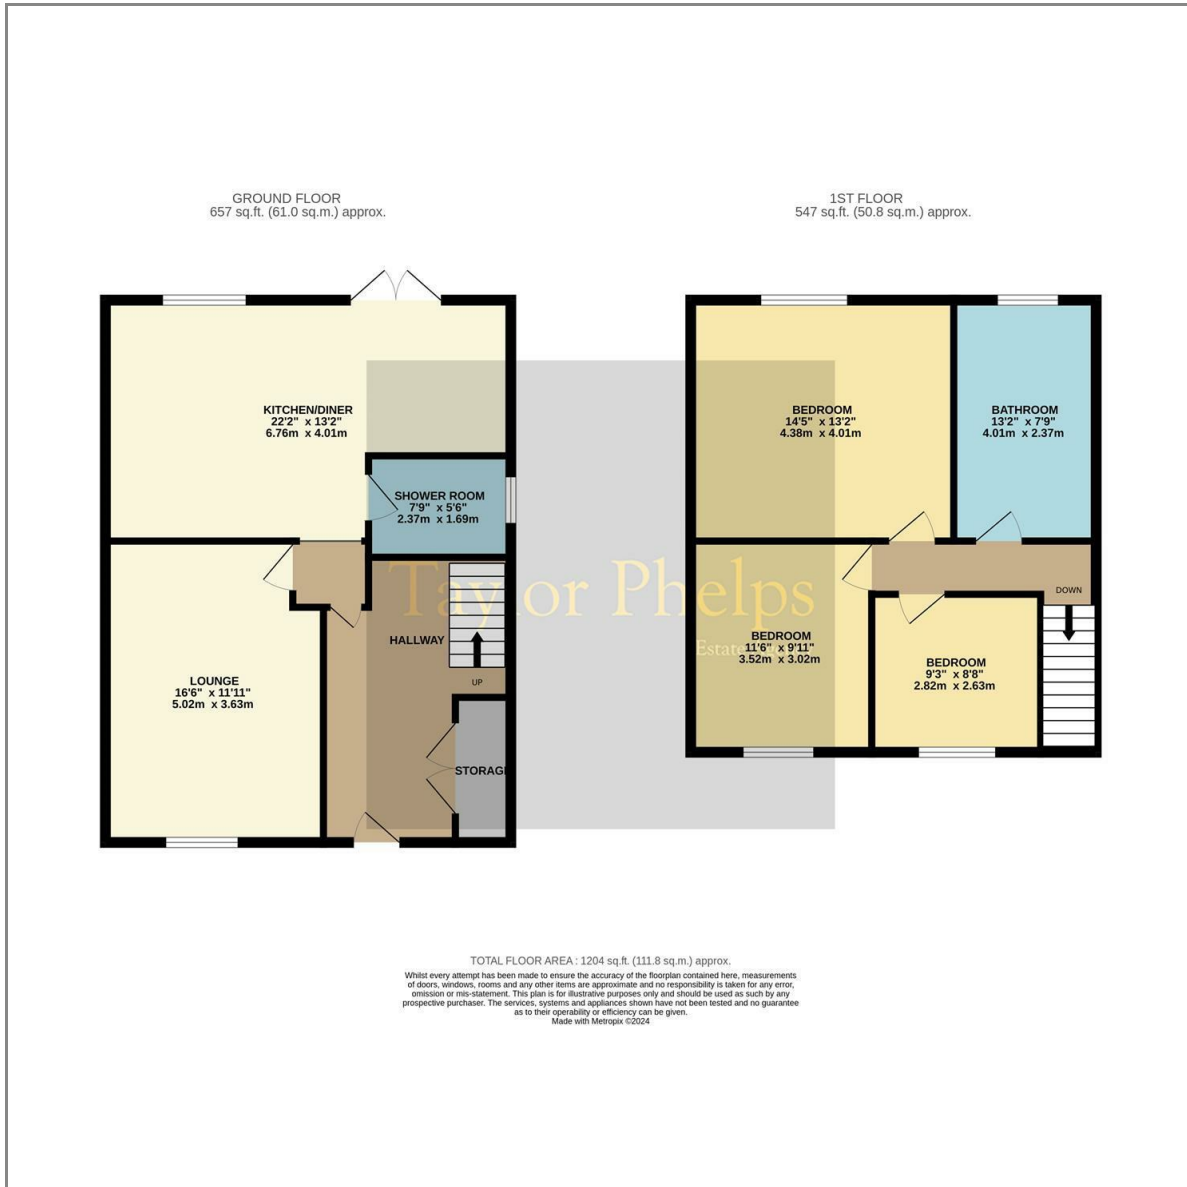 GROUND FLOOR
657 sq.ft. (61.0 sq.m.) approx.
1ST FLOOR
547 sq.ft. (50.8 sq.m.) approx.
KITCHEN/DINER
22'2" x 13'2"
6.76m x 4.01m
SHOWER ROOM
7'9" x 5'6"
2.37m x 1.69m
HALLWAY
UP
LOUNGE
16'6" x 11'11"
5.02m x 3.63m
STORAGE
BEDROOM
14'5" x 13'2"
4.38m x 4.01m
BATHROOM
13'2" x 7'9"
4.01m x 2.37m
DOWN
BEDROOM
11'6" x 9'11"
3.52m x 3.02m
BEDROOM
9'3" x 8'8"
2.82m x 2.63m
Taylor Phelps
Estate
TOTAL FLOOR AREA : 1204 sq.ft. (111.8 sq.m.) approx.
Whilst every attempt has been made to ensure the accuracy of the floorplan contained here, measurements
of doors, windows, rooms and any other items are approximate and no responsibility is taken for any error,
omission or mis-statement. This plan is for illustrative purposes only and should be used as such by any
prospective purchaser. The services, systems and appliances shown have not been tested and no guarantee
as to their operability or efficiency can be given.
Made with Metropix ©2024